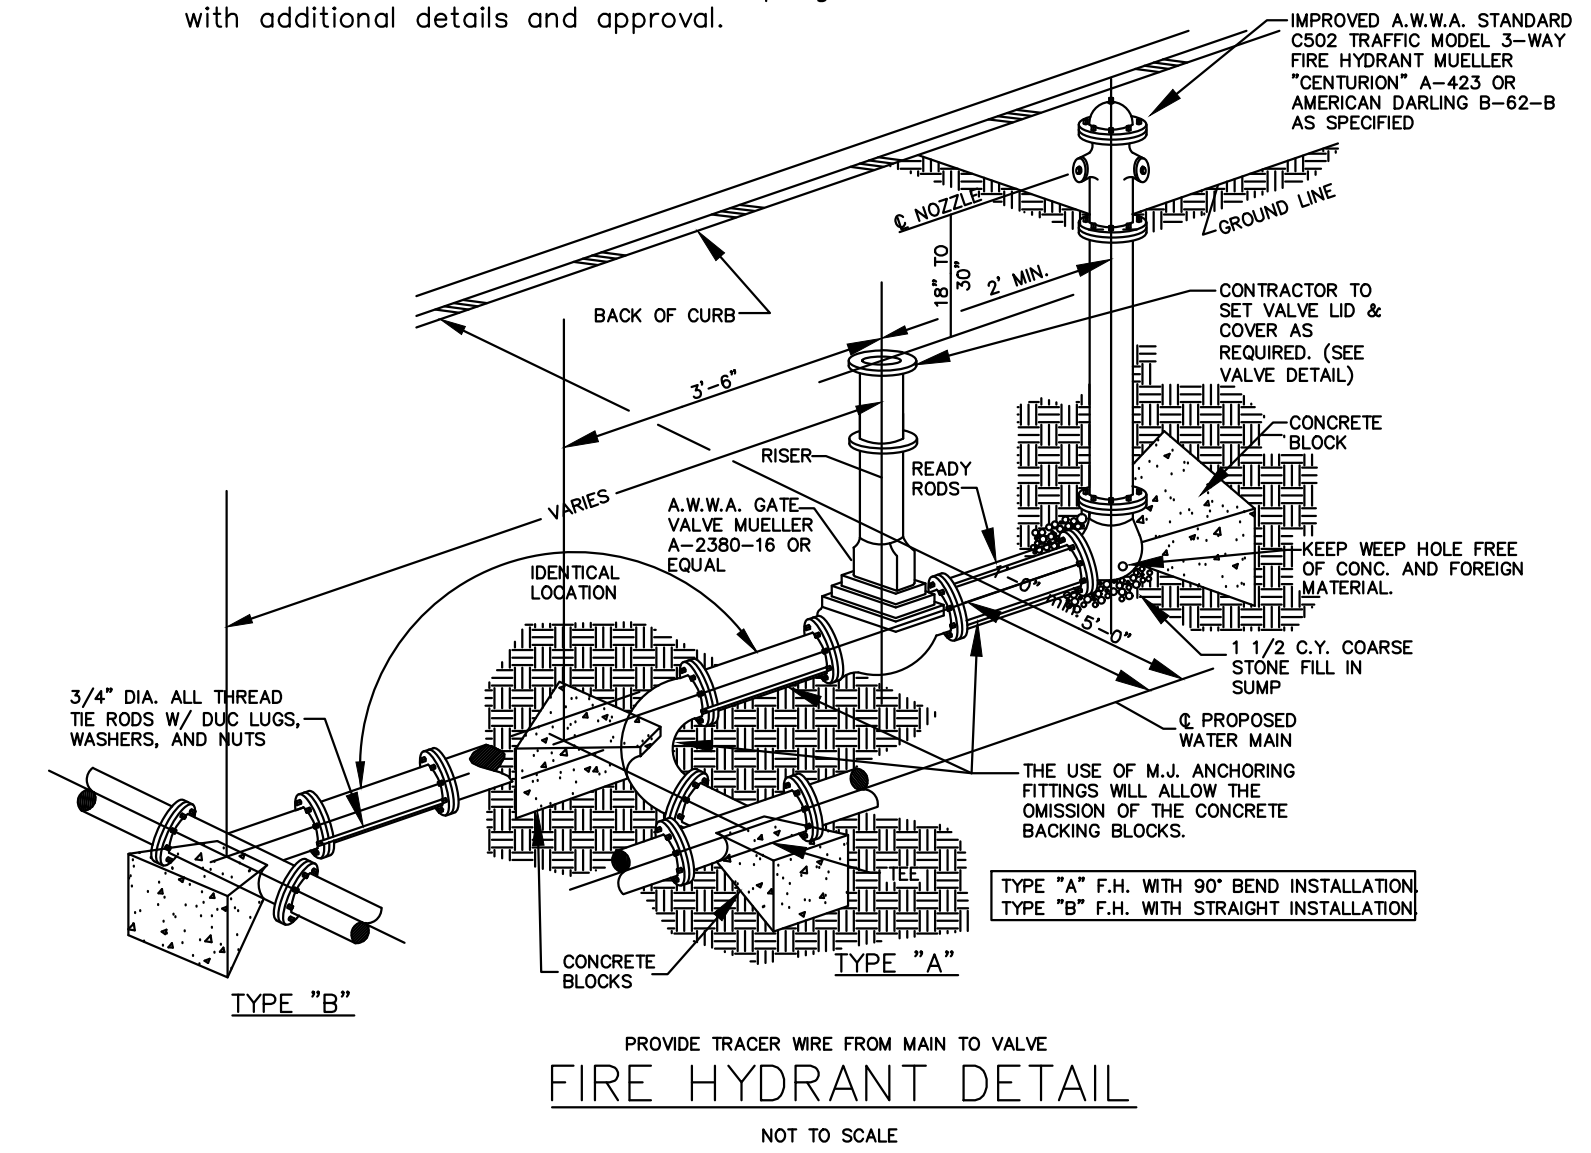 with additional details and approval.
IMPROVED A.W.W.A. STANDARD
C502 TRAFFIC MODEL 3-WAY
FIRE HYDRANT MUELLER
"CENTURION" A-423 OR
AMERICAN DARLING B-62-B
AS SPECIFIED
℄ NOZZLE
GROUND LINE
18" TO
30"
2' MIN.
BACK OF CURB
CONTRACTOR TO
SET VALVE LID &
COVER AS
REQUIRED. (SEE
VALVE DETAIL)
3'-6"
CONCRETE
BLOCK
RISER
READY
RODS
VARIES
A.W.W.A. GATE
VALVE MUELLER
A-2380-16 OR
EQUAL
KEEP WEEP HOLE FREE
OF CONC. AND FOREIGN
MATERIAL.
IDENTICAL
LOCATION
5'-0"
1 1/2 C.Y. COARSE
STONE FILL IN
SUMP
3/4" DIA. ALL THREAD
TIE RODS W/ DUC LUGS,
WASHERS, AND NUTS
℄ PROPOSED
WATER MAIN
THE USE OF M.J. ANCHORING
FITTINGS WILL ALLOW THE
OMISSION OF THE CONCRETE
BACKING BLOCKS.
TEE
TYPE "A" F.H. WITH 90° BEND INSTALLATION.
TYPE "B" F.H. WITH STRAIGHT INSTALLATION.
CONCRETE
BLOCKS
TYPE "A"
TYPE "B"
PROVIDE TRACER WIRE FROM MAIN TO VALVE
FIRE HYDRANT DETAIL
NOT TO SCALE